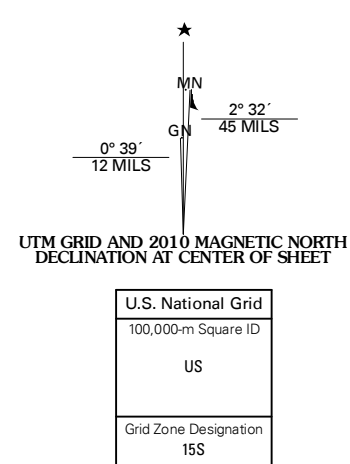 MN
2° 32´
45 MILS
GN
0° 39´
12 MILS
UTM GRID AND 2010 MAGNETIC NORTH
DECLINATION AT CENTER OF SHEET
U.S. National Grid
100,000-m Square ID
US
Grid Zone Designation
15S